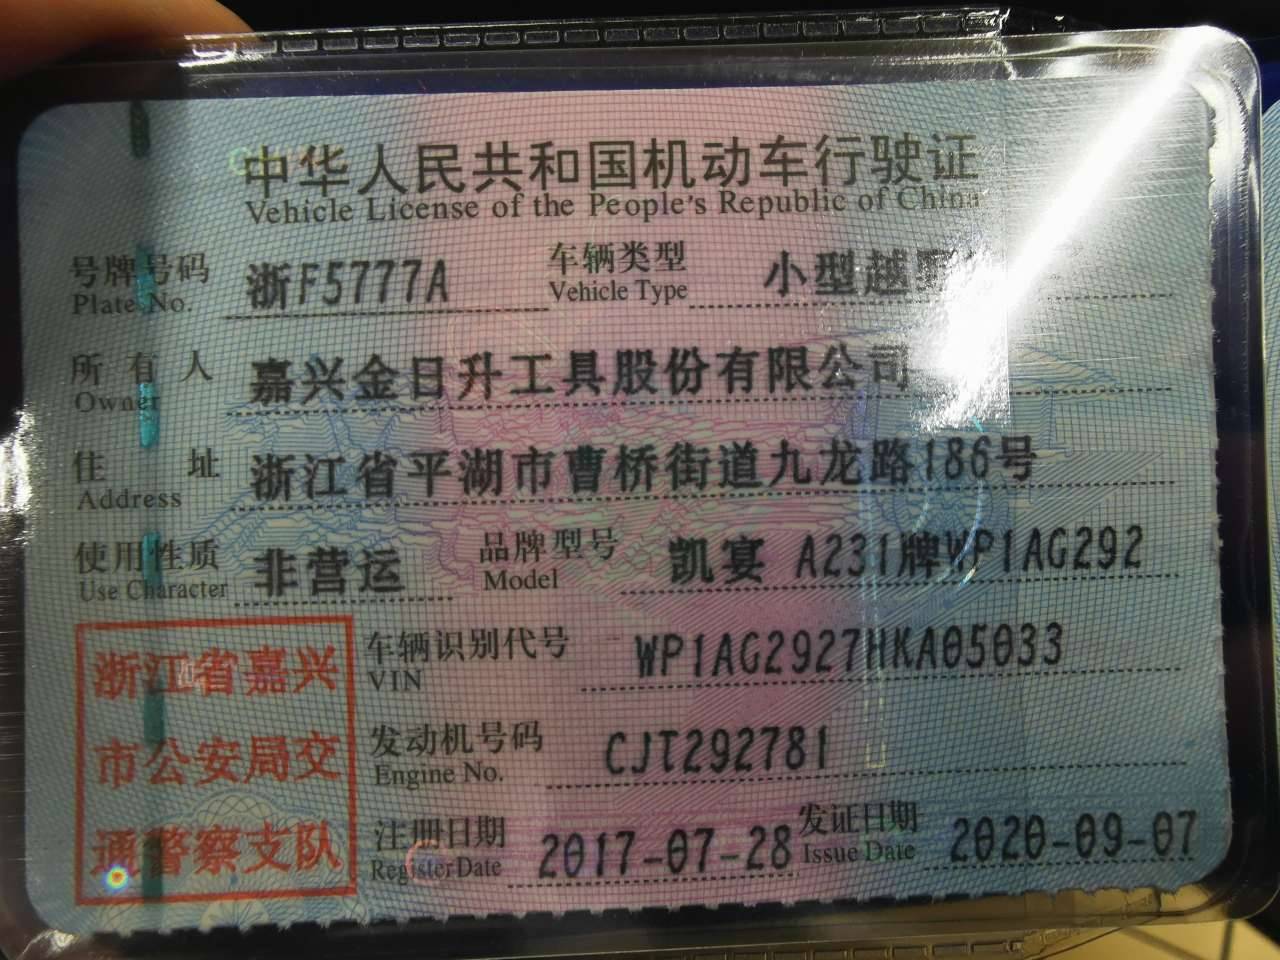 中华人民共和国机动车行驶证
Vehicle License of the People's Republic of China
号牌号码 浙F5777A 车辆类型 小型越野
Plate No. Vehicle Type
所有人 嘉兴金日升工具股份有限公司
Owner
住址 浙江省平湖市曹桥街道九龙路186号
Address
使用性质 非营运 品牌型号 凯宴 A231牌WP1AG292
Use Character Model
车辆识别代号 WP1AG2927HKA05033
VIN
发动机号码 CJT292781
Engine No.
注册日期 2017-07-28 发证日期 2020-09-07
Register Date Issue Date
浙江省嘉兴
市公安局交
通警察支队